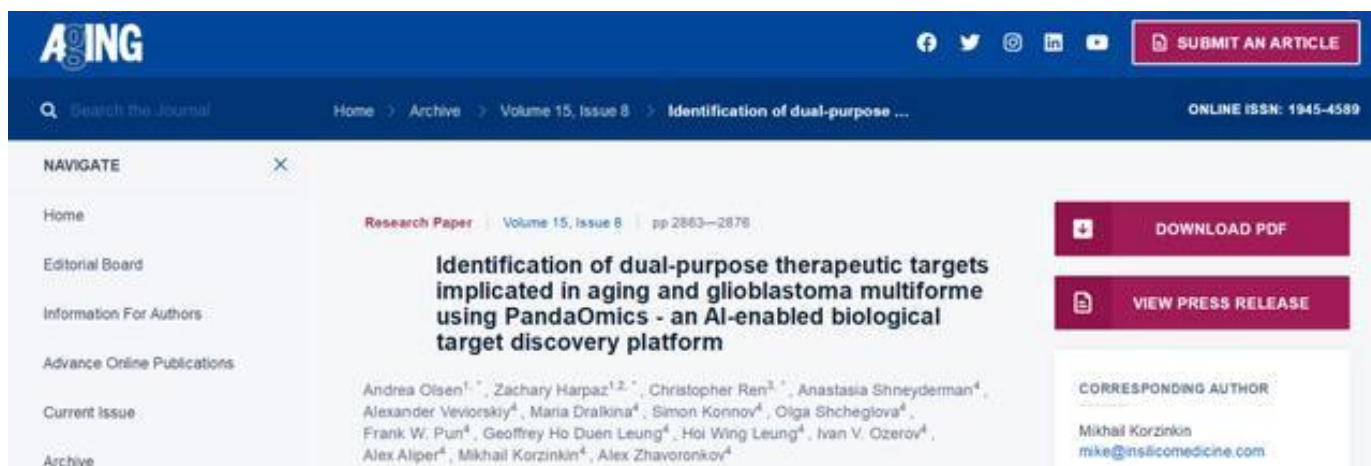 AgING
SUBMIT AN ARTICLE
Search the Journal
Home > Archive > Volume 15, Issue 8 > Identification of dual-purpose ...
ONLINE ISSN: 1945-4589
NAVIGATE
Home
Editorial Board
Information For Authors
Advance Online Publications
Current Issue
Archive
Research Paper | Volume 15, Issue 8 | pp 2863—2876
Identification of dual-purpose therapeutic targets
implicated in aging and glioblastoma multiforme
using PandaOmics - an AI-enabled biological
target discovery platform
Andrea Olsen1, *, Zachary Harpaz1,2, *, Christopher Ren3, *, Anastasia Shneyderman4,
Alexander Veviorskiy4, Maria Dralkina4, Simon Konnov4, Olga Shcheglova4,
Frank W. Pun4, Geoffrey Ho Duen Leung4, Hoi Wing Leung4, Ivan V. Ozerov4,
Alex Aliper4, Mikhail Korzinkin4, Alex Zhavoronkov4
DOWNLOAD PDF
VIEW PRESS RELEASE
CORRESPONDING AUTHOR
Mikhail Korzinkin
mike@insilicomedicine.com